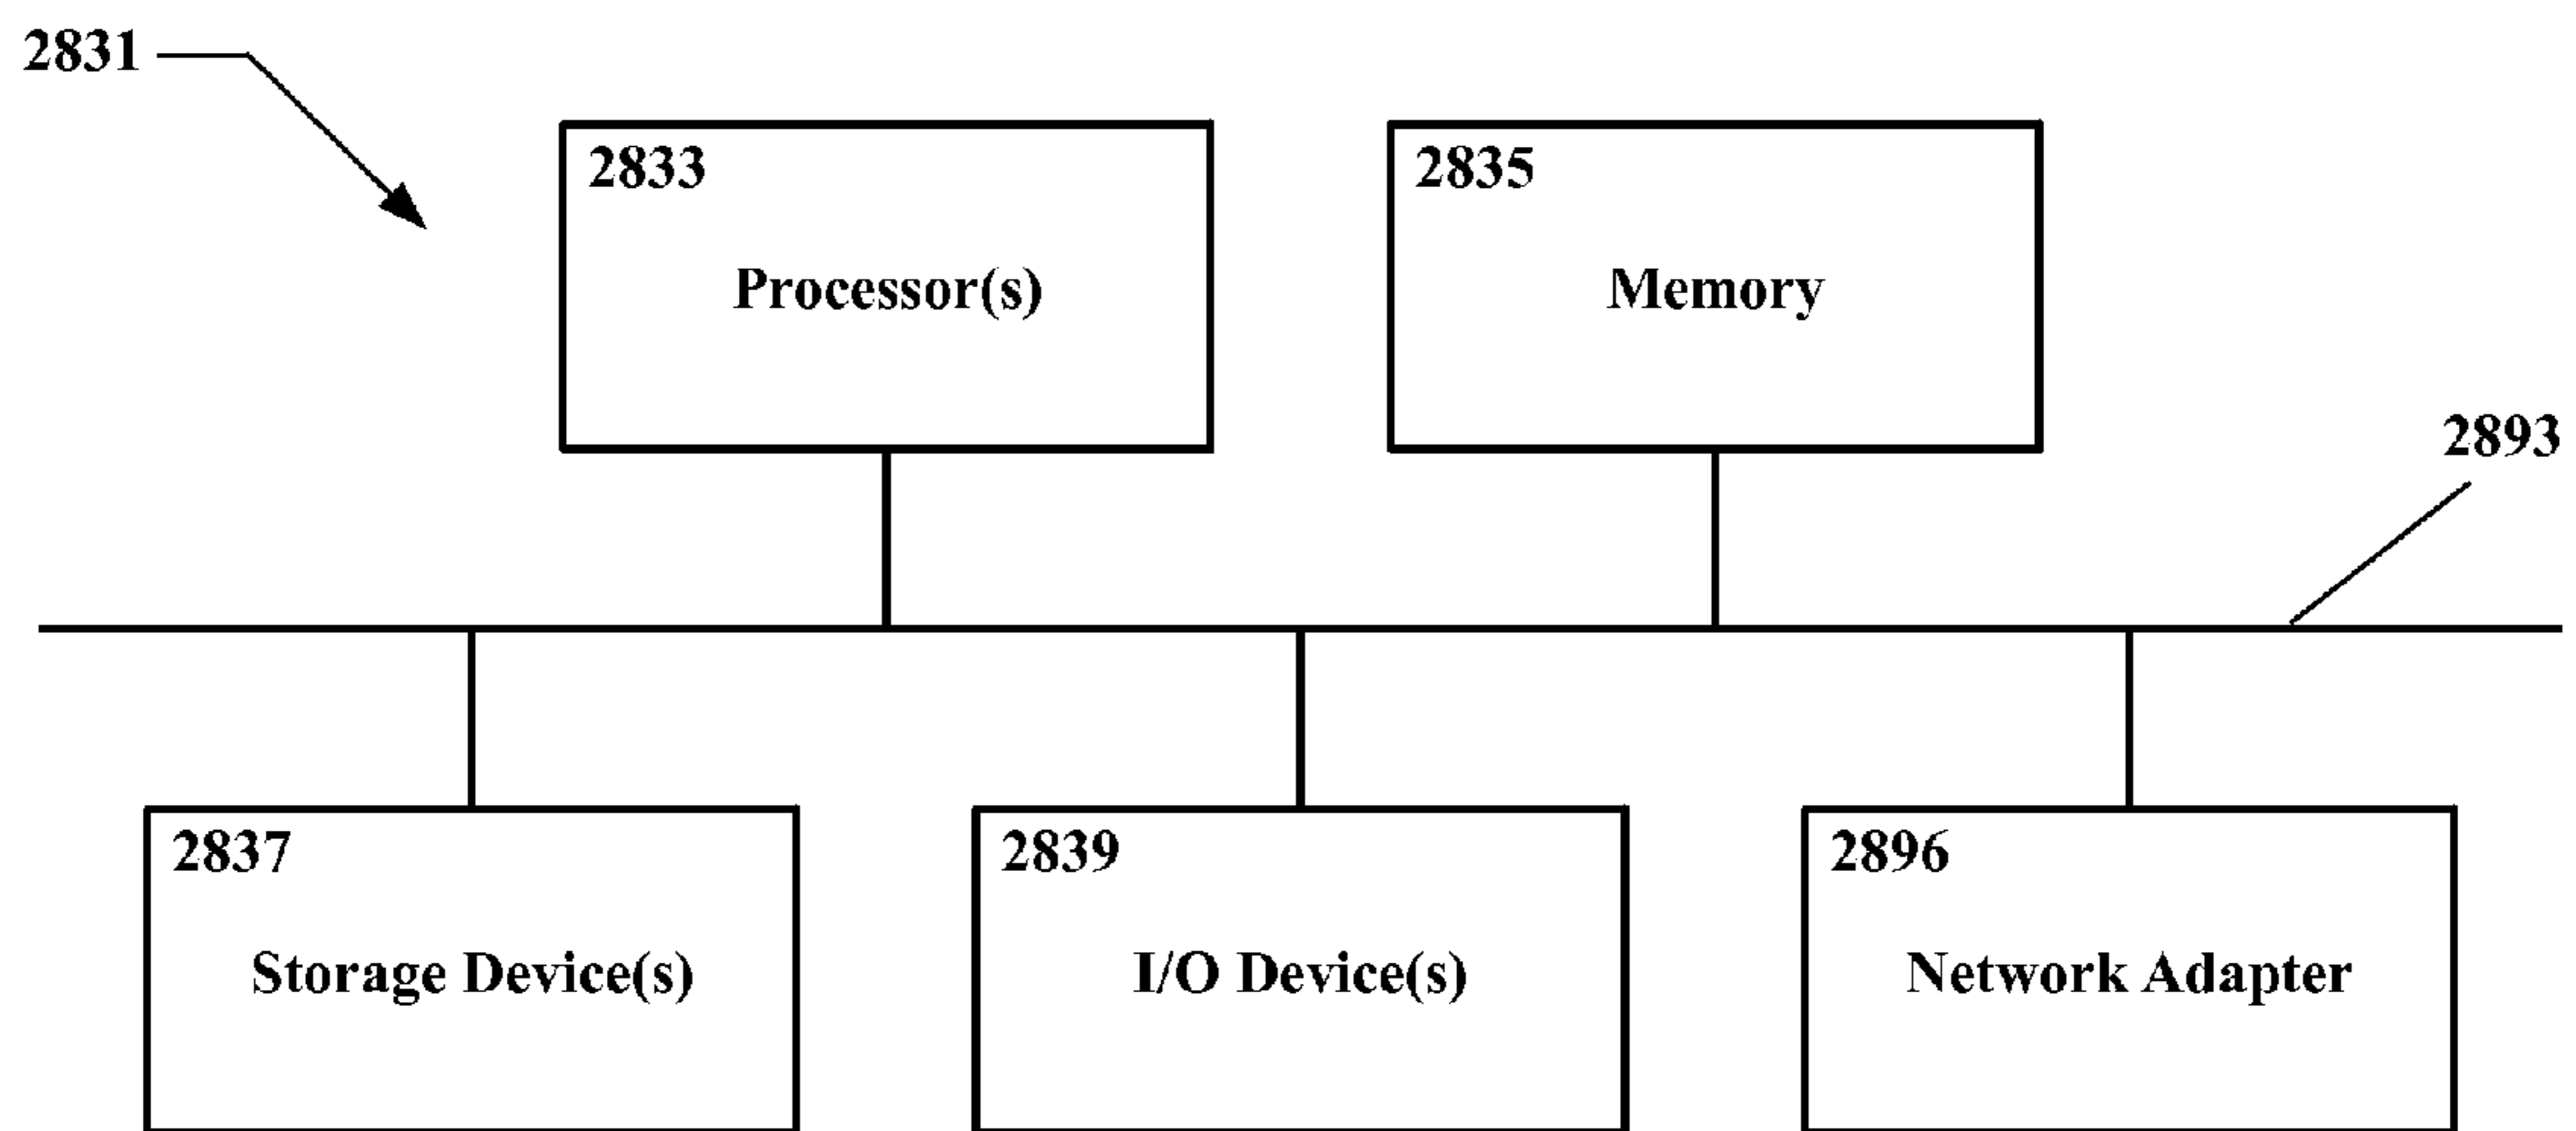 2831
2833
Processor(s)
2835
Memory
2893
2837
Storage Device(s)
2839
I/O Device(s)
2896
Network Adapter